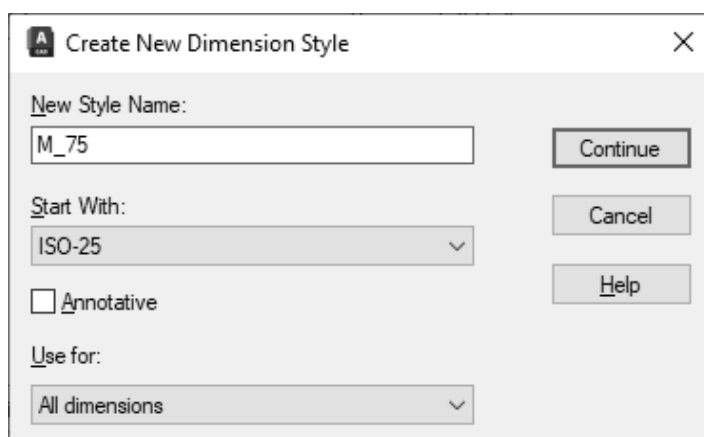 A CAD Create New Dimension Style
New Style Name:
M_75
Continue
Start With:
Cancel
ISO-25
Help
Annotative
Use for:
All dimensions